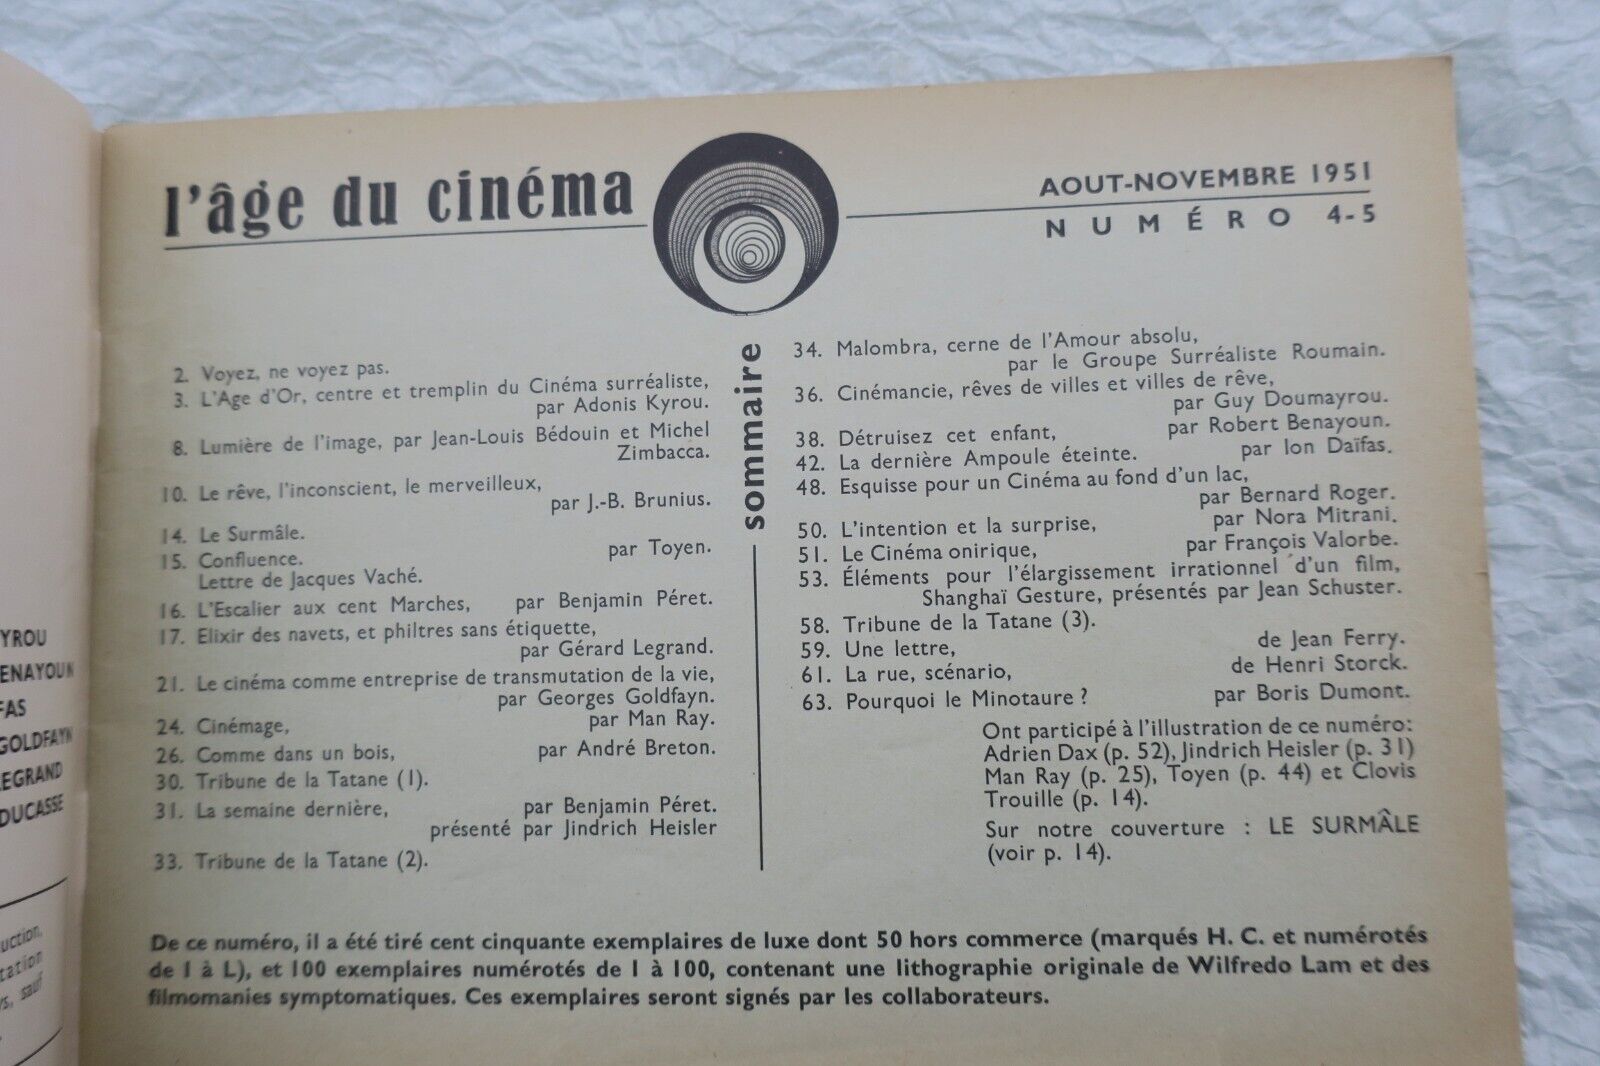 l'âge du cinéma
AOUT-NOVEMBRE 1951
NUMÉRO 4-5
sommaire
2. Voyez, ne voyez pas.
3. L'Age d'Or, centre et tremplin du Cinéma surréaliste,
par Adonis Kyrou.
8. Lumière de l'image, par Jean-Louis Bédouin et Michel
Zimbacca.
10. Le rêve, l'inconscient, le merveilleux,
par J.-B. Brunius.
14. Le Surmâle.
par Toyen.
15. Confluence.
Lettre de Jacques Vaché.
16. L'Escalier aux cent Marches, par Benjamin Péret.
17. Elixir des navets, et philtres sans étiquette,
par Gérard Legrand.
21. Le cinéma comme entreprise de transmutation de la vie,
par Georges Goldfayn.
24. Cinémage, par Man Ray.
26. Comme dans un bois, par André Breton.
30. Tribune de la Tatane (1).
31. La semaine dernière, par Benjamin Péret.
présenté par Jindrich Heisler
33. Tribune de la Tatane (2).
34. Malombra, cerne de l'Amour absolu,
par le Groupe Surréaliste Roumain.
36. Cinémancie, rêves de villes et villes de rêve,
par Guy Doumayrou.
38. Détruisez cet enfant, par Robert Benayoun.
42. La dernière Ampoule éteinte. par Ion Daïfas.
48. Esquisse pour un Cinéma au fond d'un lac,
par Bernard Roger.
50. L'intention et la surprise, par Nora Mitrani.
51. Le Cinéma onirique, par François Valorbe.
53. Éléments pour l'élargissement irrationnel d'un film,
Shanghaï Gesture, présentés par Jean Schuster.
58. Tribune de la Tatane (3).
59. Une lettre, de Jean Ferry.
61. La rue, scénario, de Henri Storck.
63. Pourquoi le Minotaure ? par Boris Dumont.
Ont participé à l'illustration de ce numéro:
Adrien Dax (p. 52), Jindrich Heisler (p. 31)
Man Ray (p. 25), Toyen (p. 44) et Clovis
Trouille (p. 14).
Sur notre couverture : LE SURMÂLE
(voir p. 14).
De ce numéro, il a été tiré cent cinquante exemplaires de luxe dont 50 hors commerce (marqués H. C. et numérotés
de I à L), et 100 exemplaires numérotés de 1 à 100, contenant une lithographie originale de Wilfredo Lam et des
filmomanies symptomatiques. Ces exemplaires seront signés par les collaborateurs.
YROU
ENAYOUN
FAS
GOLDFAYN
EGRAND
DUCASSE
uction,
tation
s, sauf